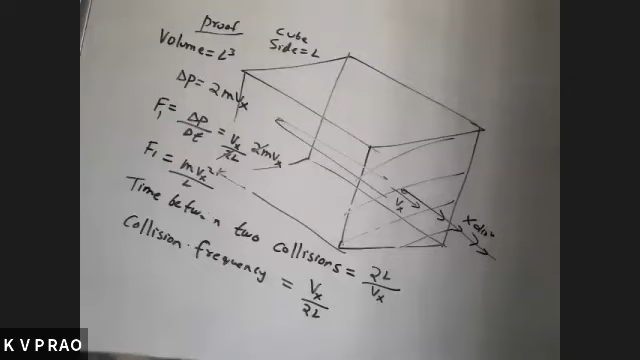 proof
Volume = L³
cube
Side = L
ΔP = 2mVx
F₁ = ΔP/Δt = Vx/2L 2mVx
F₁ = mVx²/L
Time betwn two collisions = 2L/Vx
Collision frequency = Vx/2L
Vx
K V P RAO